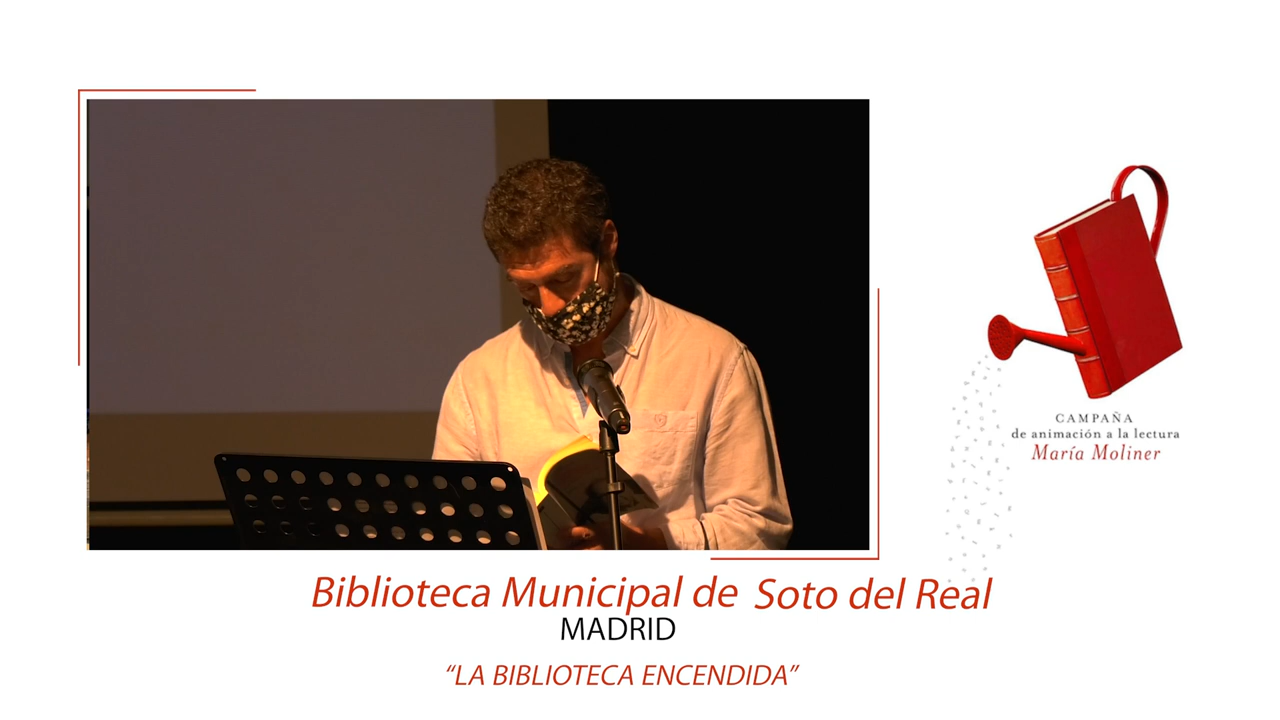 CAMPAÑA
de animación a la lectura
María Moliner
Biblioteca Municipal de Soto del Real
MADRID
“LA BIBLIOTECA ENCENDIDA”